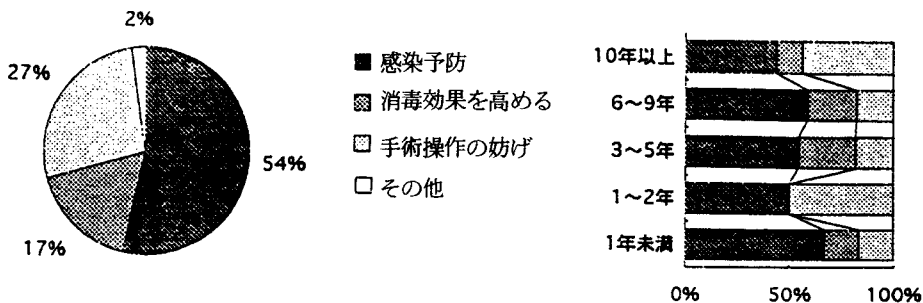 2%
27%
54%
17%
感染予防
消毒効果を高める
手術操作の妨げ
その他
10年以上
6〜9年
3〜5年
1〜2年
1年未満
0% 50% 100%